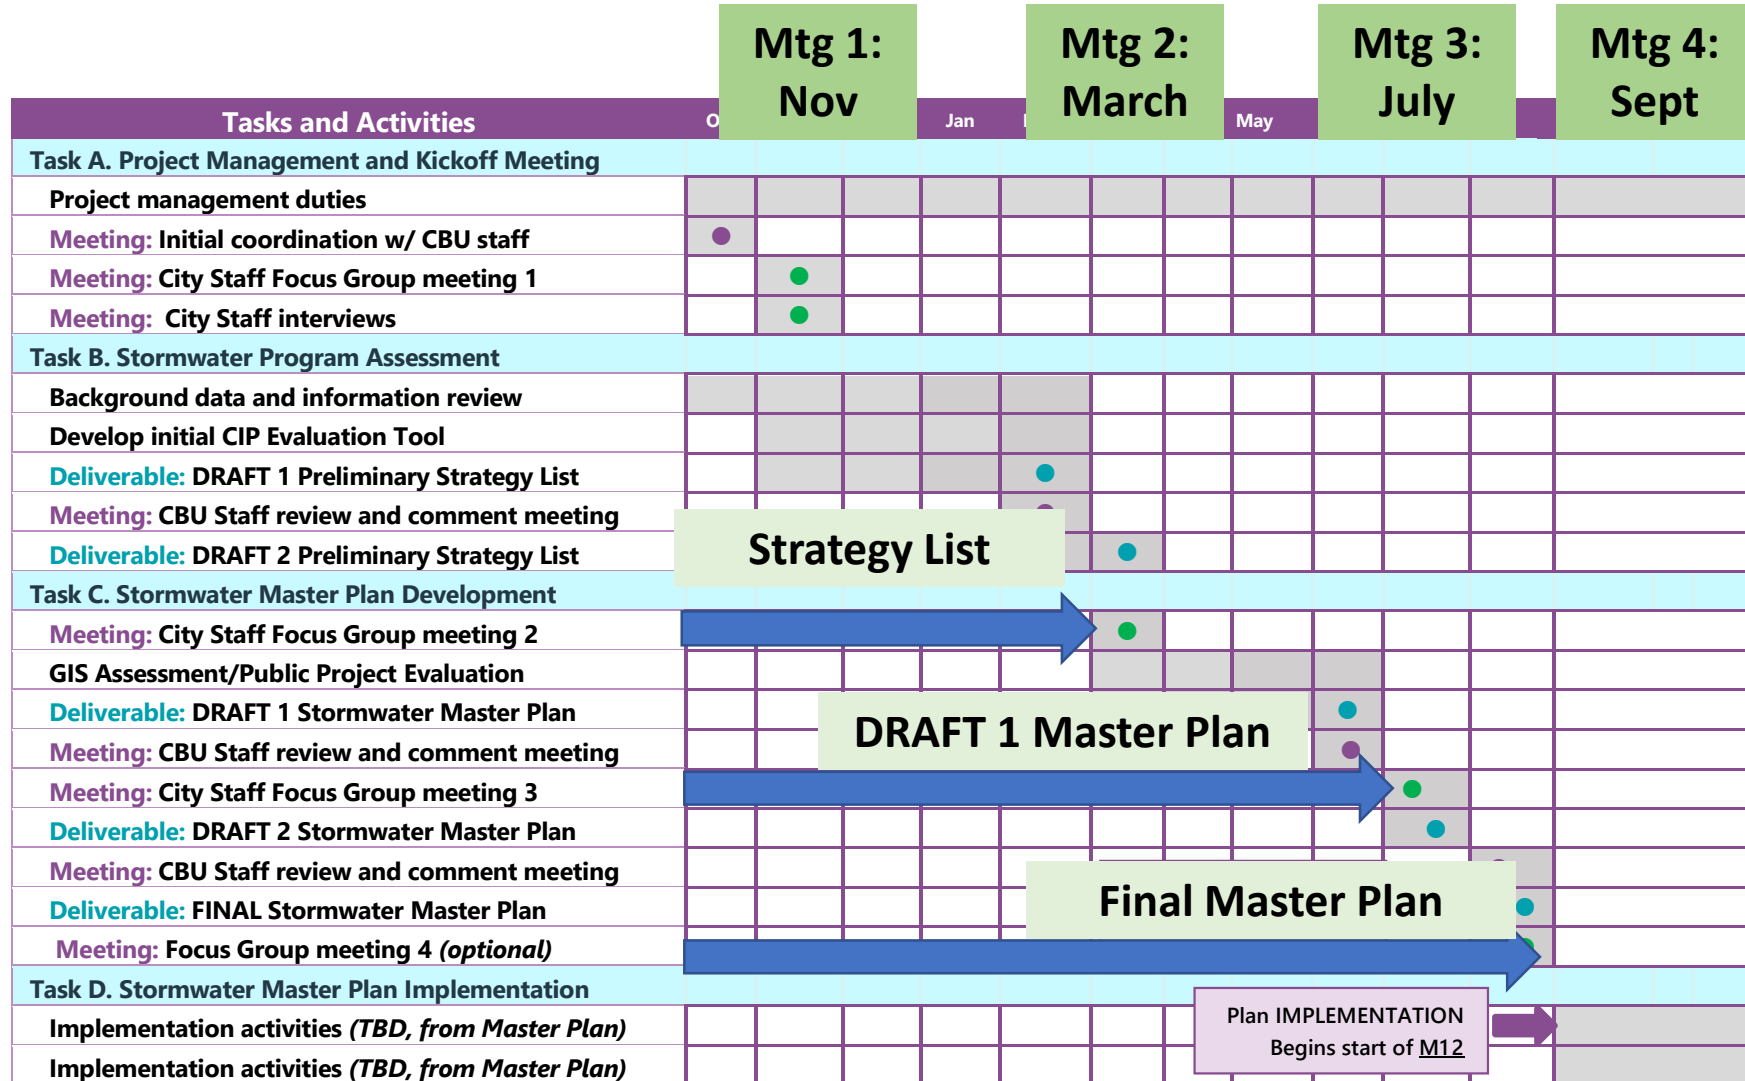 Mtg 1:
Nov
Mtg 2:
March
Mtg 3:
July
Mtg 4:
Sept
Tasks and Activities
Jan
May
Task A. Project Management and Kickoff Meeting
Project management duties
Meeting: Initial coordination w/ CBU staff
Meeting: City Staff Focus Group meeting 1
Meeting: City Staff interviews
Task B. Stormwater Program Assessment
Background data and information review
Develop initial CIP Evaluation Tool
Deliverable: DRAFT 1 Preliminary Strategy List
Meeting: CBU Staff review and comment meeting
Strategy List
Deliverable: DRAFT 2 Preliminary Strategy List
Task C. Stormwater Master Plan Development
Meeting: City Staff Focus Group meeting 2
GIS Assessment/Public Project Evaluation
Deliverable: DRAFT 1 Stormwater Master Plan
DRAFT 1 Master Plan
Meeting: CBU Staff review and comment meeting
Meeting: City Staff Focus Group meeting 3
Deliverable: DRAFT 2 Stormwater Master Plan
Meeting: CBU Staff review and comment meeting
Final Master Plan
Deliverable: FINAL Stormwater Master Plan
Meeting: Focus Group meeting 4 (optional)
Task D. Stormwater Master Plan Implementation
Implementation activities (TBD, from Master Plan)
Plan IMPLEMENTATION
Begins start of M12
Implementation activities (TBD, from Master Plan)